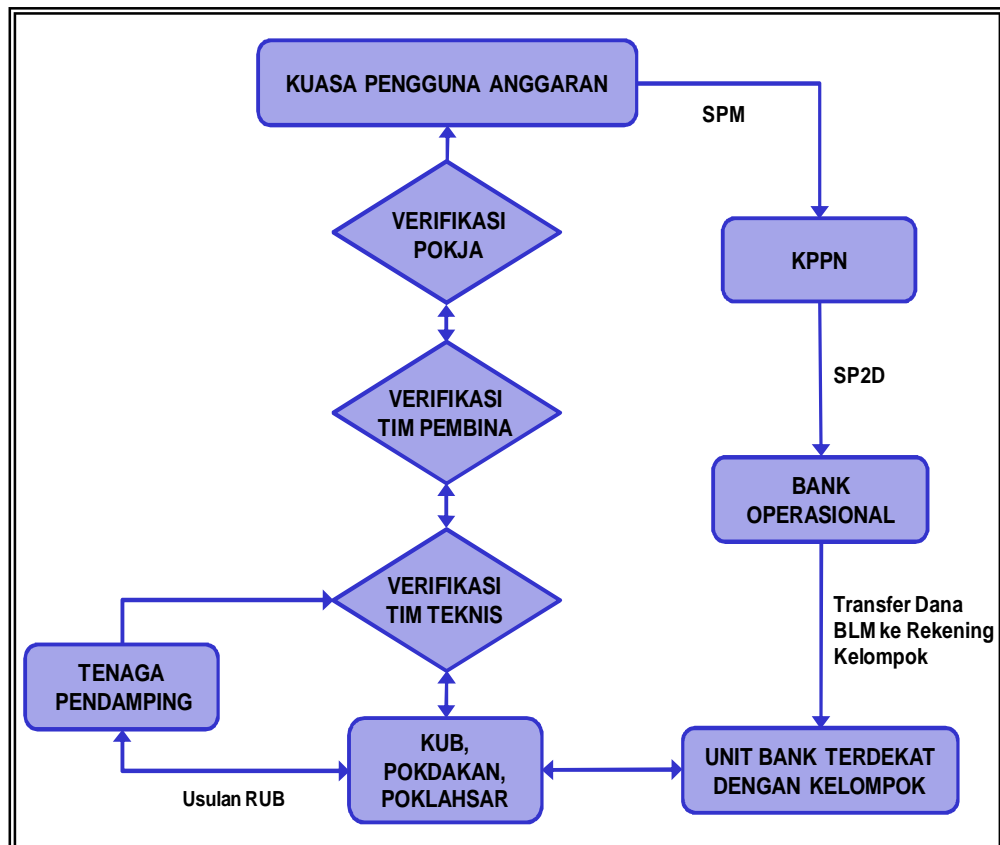 KUASA PENGGUNA ANGGARAN
SPM
VERIFIKASI
POKJA
KPPN
SP2D
VERIFIKASI
TIM PEMBINA
BANK
OPERASIONAL
VERIFIKASI
TIM TEKNIS
Transfer Dana
BLM ke Rekening
Kelompok
TENAGA
PENDAMPING
KUB,
POKDAKAN,
POKLAHSAR
UNIT BANK TERDEKAT
DENGAN KELOMPOK
Usulan RUB